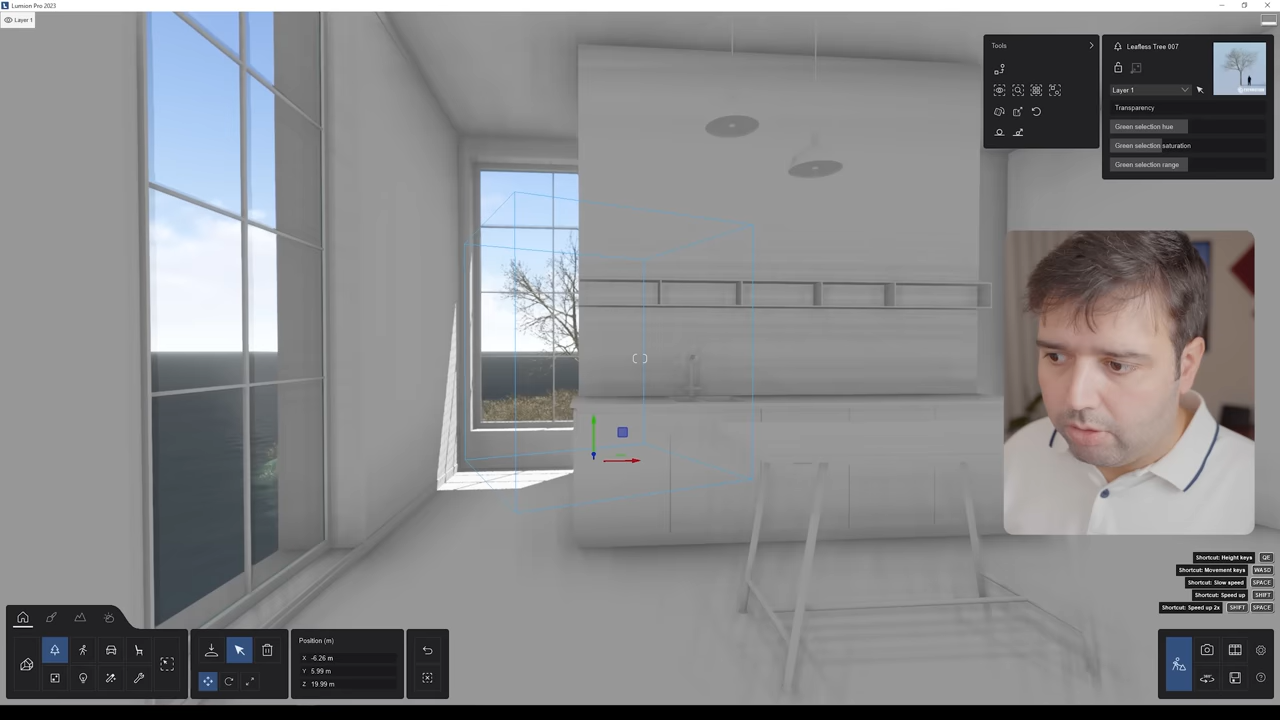 Lumion Pro 2023
Layer 1
Tools
Leafless Tree 007
Layer 1
Transparency
Green selection hue
Green selection saturation
Green selection range
Shortcut: Height keys QE
Shortcut: Movement keys WASD
Shortcut: Slow speed SPACE
Shortcut: Speed up SHIFT
Shortcut: Speed up 2x SHIFT SPACE
Position (m)
X -6.26 m
Y 5.99 m
Z 19.99 m